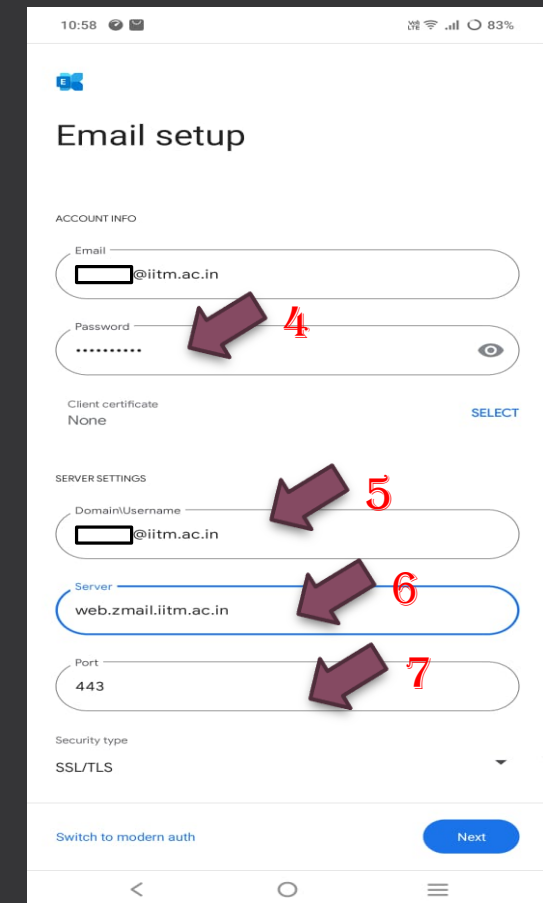 10:58 VoI) LTE 83%
E
Email setup
ACCOUNT INFO
Email
@iitm.ac.in
4
Password
••••••••••
Client certificate
None
SELECT
SERVER SETTINGS
5
Domain\Username
@iitm.ac.in
6
Server
web.zmail.iitm.ac.in
7
Port
443
Security type
SSL/TLS
Switch to modern auth
Next